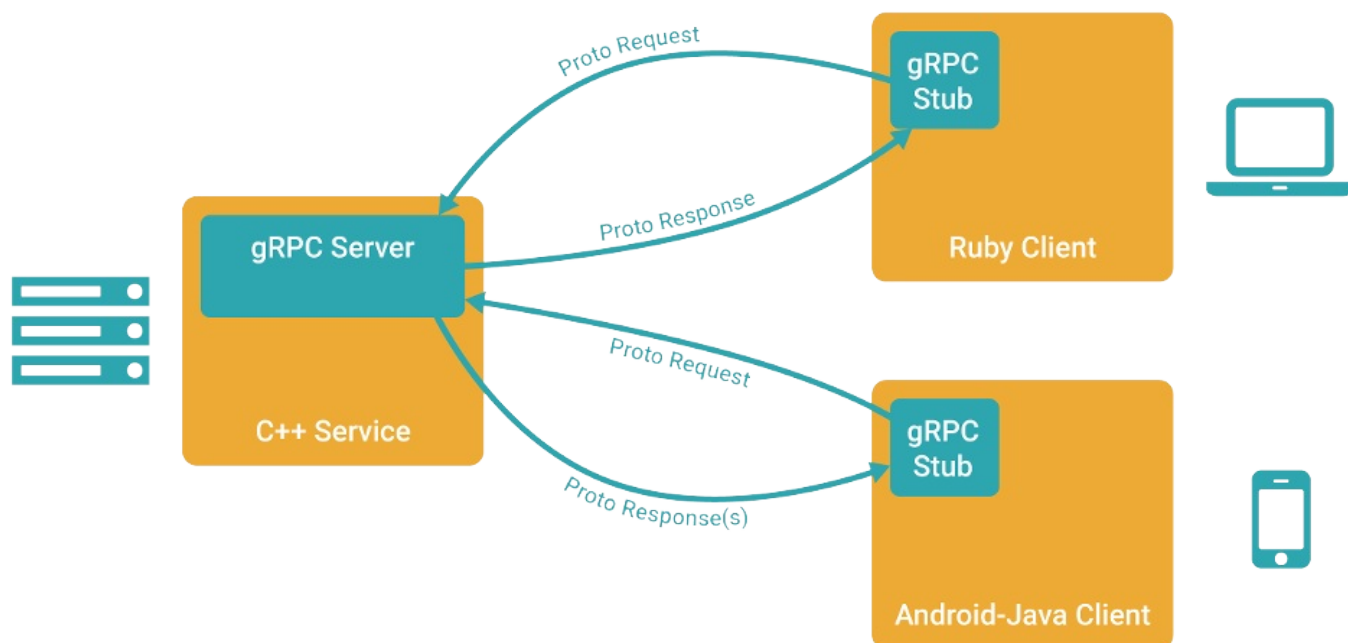 Proto Request
gRPC
Stub
Proto Response
Ruby Client
gRPC Server
C++ Service
Proto Request
gRPC
Stub
Proto Response(s)
Android-Java Client